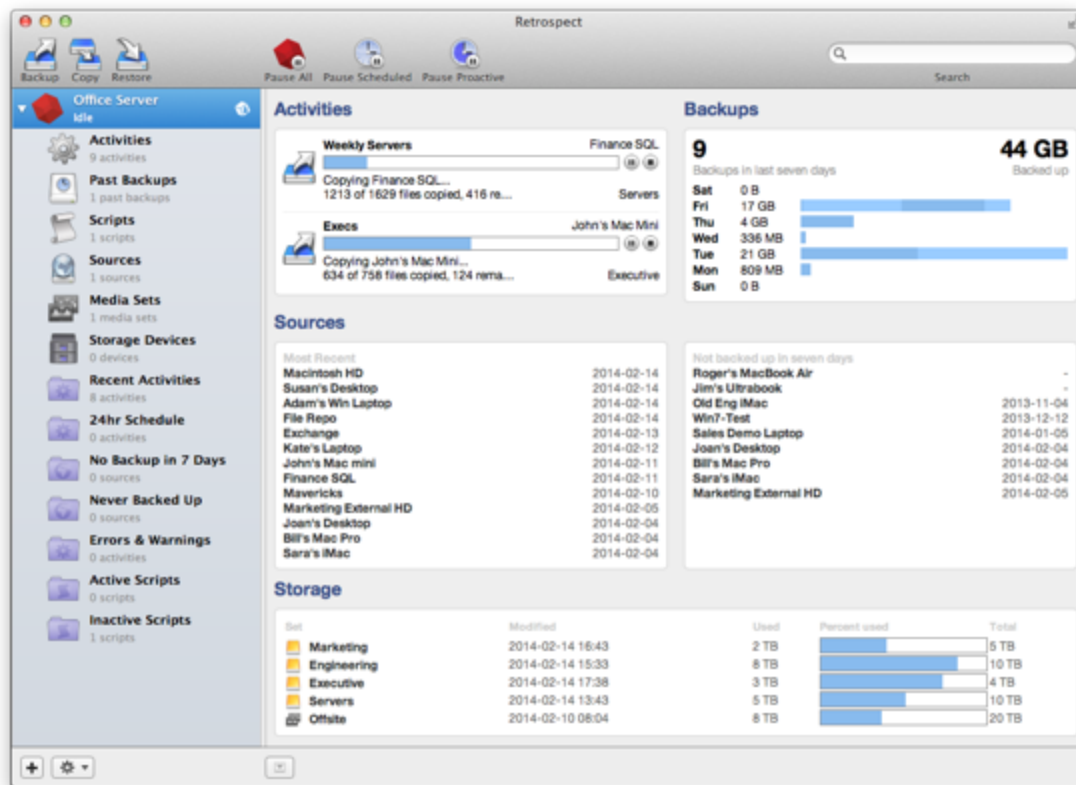 Retrospect
Backup Copy Restore Pause All Pause Scheduled Pause Proactive Search
Office Server
Idle
Activities
9 activities
Past Backups
1 past backups
Scripts
1 scripts
Sources
1 sources
Media Sets
1 media sets
Storage Devices
0 devices
Recent Activities
8 activities
24hr Schedule
0 activities
No Backup in 7 Days
0 sources
Never Backed Up
0 sources
Errors & Warnings
0 activities
Active Scripts
0 scripts
Inactive Scripts
1 scripts
Activities
Weekly Servers Finance SQL
Copying Finance SQL...
1213 of 1629 files copied, 416 re.... Servers
Execs John's Mac Mini
Copying John's Mac Mini...
634 of 758 files copied, 124 rema.... Executive
Backups
9 44 GB
Backups in last seven days Backed up
Sat 0 B
Fri 17 GB
Thu 4 GB
Wed 336 MB
Tue 21 GB
Mon 809 MB
Sun 0 B
Sources
Most Recent
Macintosh HD 2014-02-14
Susan's Desktop 2014-02-14
Adam's Win Laptop 2014-02-14
File Repo 2014-02-14
Exchange 2014-02-13
Kate's Laptop 2014-02-12
John's Mac mini 2014-02-11
Finance SQL 2014-02-11
Mavericks 2014-02-10
Marketing External HD 2014-02-05
Joan's Desktop 2014-02-04
Bill's Mac Pro 2014-02-04
Sara's iMac 2014-02-04
Not backed up in seven days
Roger's MacBook Air -
Jim's Ultrabook -
Old Eng iMac 2013-11-04
Win7-Test 2013-12-12
Sales Demo Laptop 2014-01-05
Joan's Desktop 2014-02-04
Bill's Mac Pro 2014-02-04
Sara's iMac 2014-02-04
Marketing External HD 2014-02-05
Storage
Set Modified Used Percent used Total
Marketing 2014-02-14 16:43 2 TB 5 TB
Engineering 2014-02-14 15:33 8 TB 10 TB
Executive 2014-02-14 17:38 3 TB 4 TB
Servers 2014-02-14 13:43 5 TB 10 TB
Offsite 2014-02-10 08:04 8 TB 20 TB